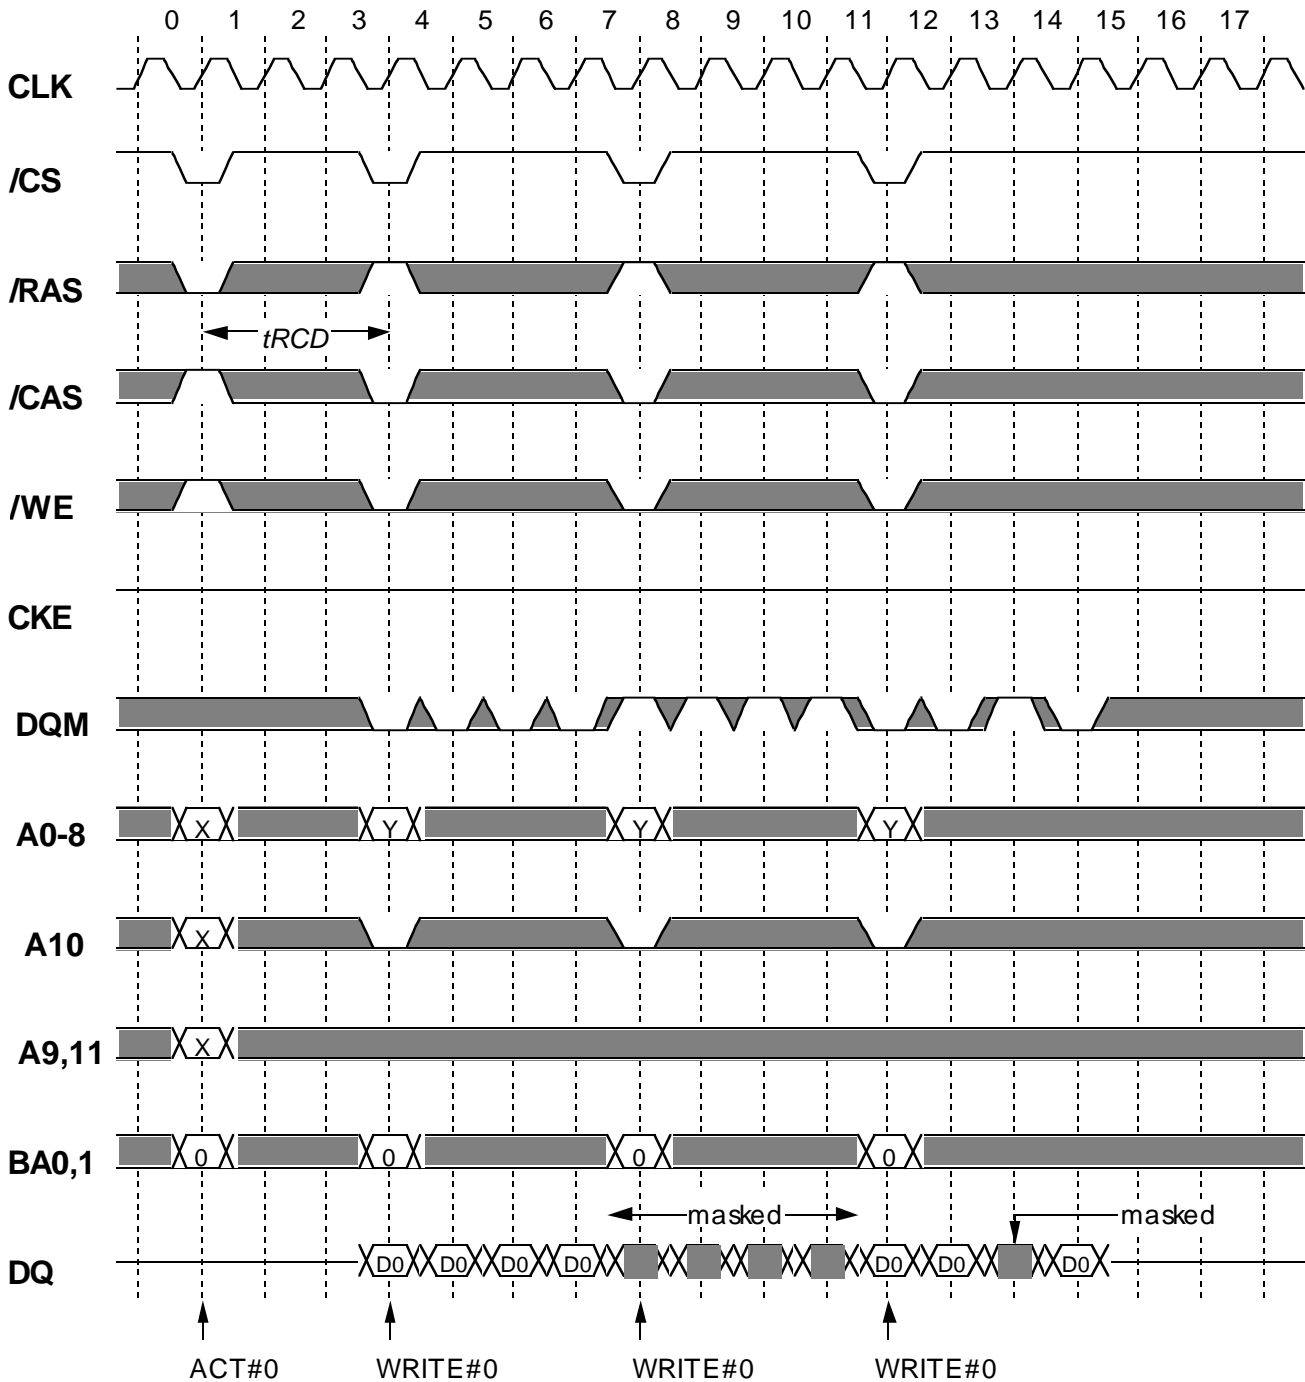 0 1 2 3 4 5 6 7 8 9 10 11 12 13 14 15 16 17
CLK
/CS
/RAS
tRCD
/CAS
/WE
CKE
DQM
A0-8 X Y Y Y
A10 X
A9,11 X
BA0,1 0 0 0 0
masked masked
DQ D0 D0 D0 D0 D0 D0 D0
ACT#0 WRITE#0 WRITE#0 WRITE#0